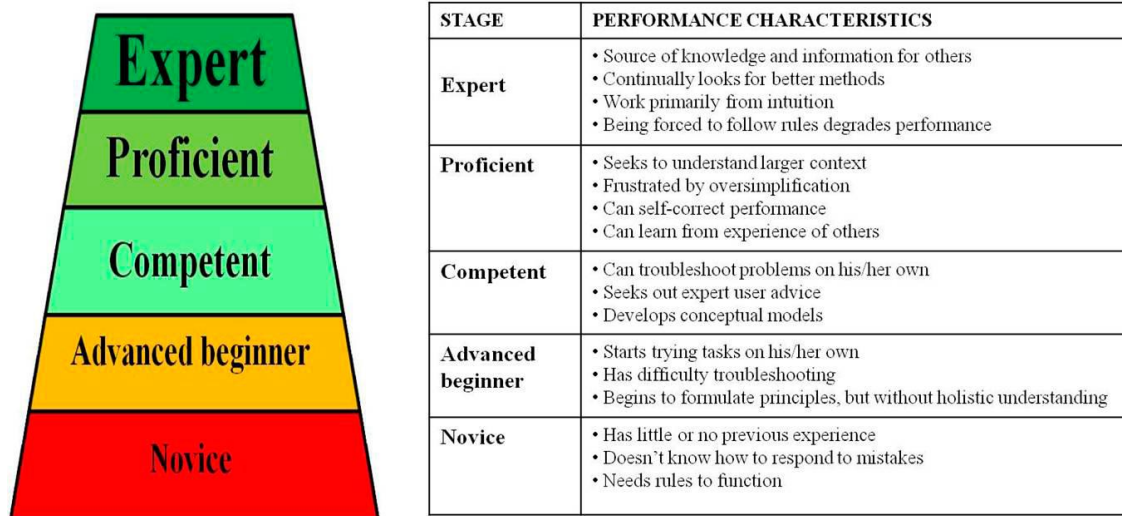 Expert
Proficient
Competent
Advanced beginner
Novice
STAGE
PERFORMANCE CHARACTERISTICS
Expert
• Source of knowledge and information for others
• Continually looks for better methods
• Work primarily from intuition
• Being forced to follow rules degrades performance
Proficient
• Seeks to understand larger context
• Frustrated by oversimplification
• Can self-correct performance
• Can learn from experience of others
Competent
• Can troubleshoot problems on his/her own
• Seeks out expert user advice
• Develops conceptual models
Advanced
beginner
• Starts trying tasks on his/her own
• Has difficulty troubleshooting
• Begins to formulate principles, but without holistic understanding
Novice
• Has little or no previous experience
• Doesn’t know how to respond to mistakes
• Needs rules to function